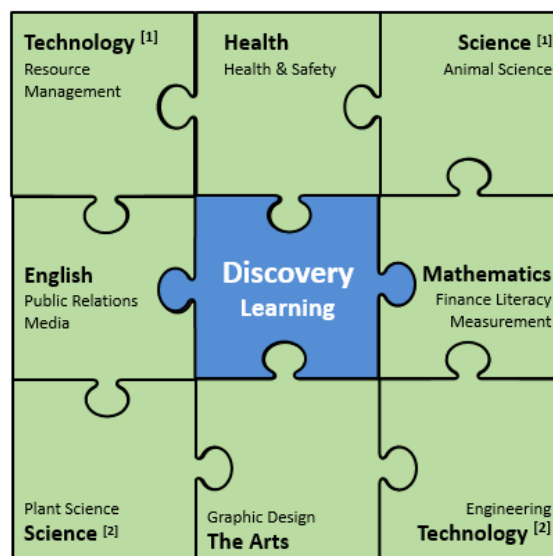 Technology [1]
Resource
Management
Health
Health & Safety
Science [1]
Animal Science
English
Public Relations
Media
Discovery
Learning
Mathematics
Finance Literacy
Measurement
Plant Science
Science [2]
Graphic Design
The Arts
Engineering
Technology [2]